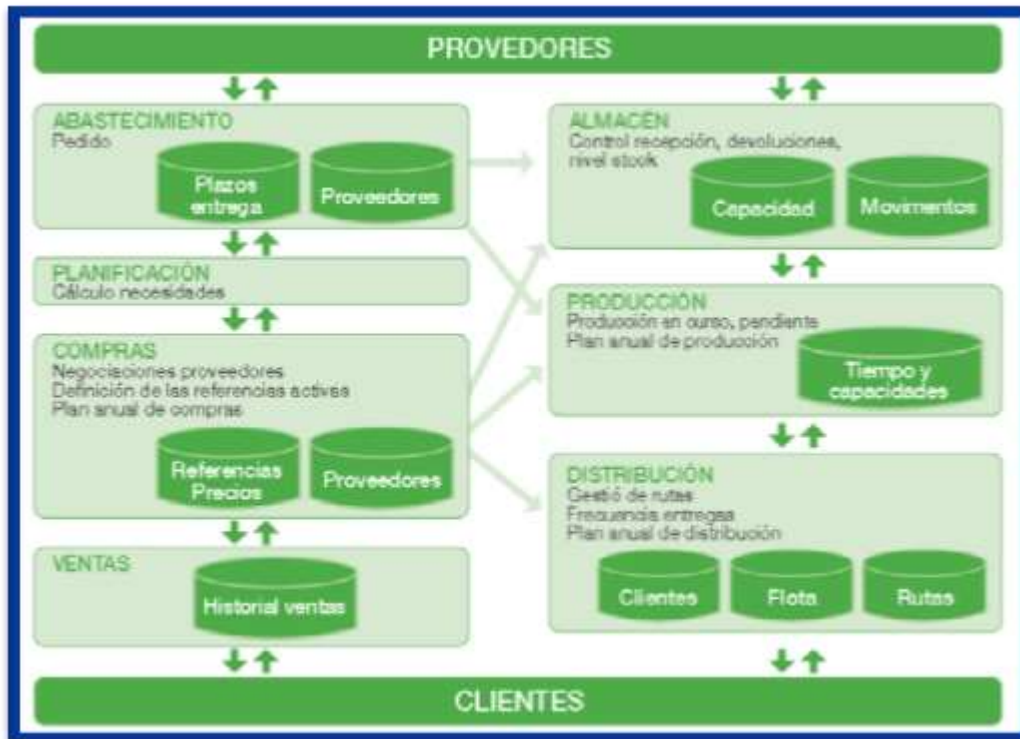 PROVEDORES
ABASTECIMIENTO
Pedido
Plazos
entrega
Proveedores
PLANIFICACIÓN
Cálculo necesidades
COMPRAS
Negociaciones proveedores
Definición de las referencias activas
Plan anual de compras
Referencias
Precios
Proveedores
VENTAS
Historial ventas
ALMACÉN
Control recepción, devoluciones,
nivel stock
Capacidad
Movimentos
PRODUCCIÓN
Producción en curso, pendiente
Plan anual de producción
Tiempo y
capacidades
DISTRIBUCIÓN
Gestió de rutas
Frecuencia entregas
Plan anual de distribución
Clientes
Flota
Rutas
CLIENTES